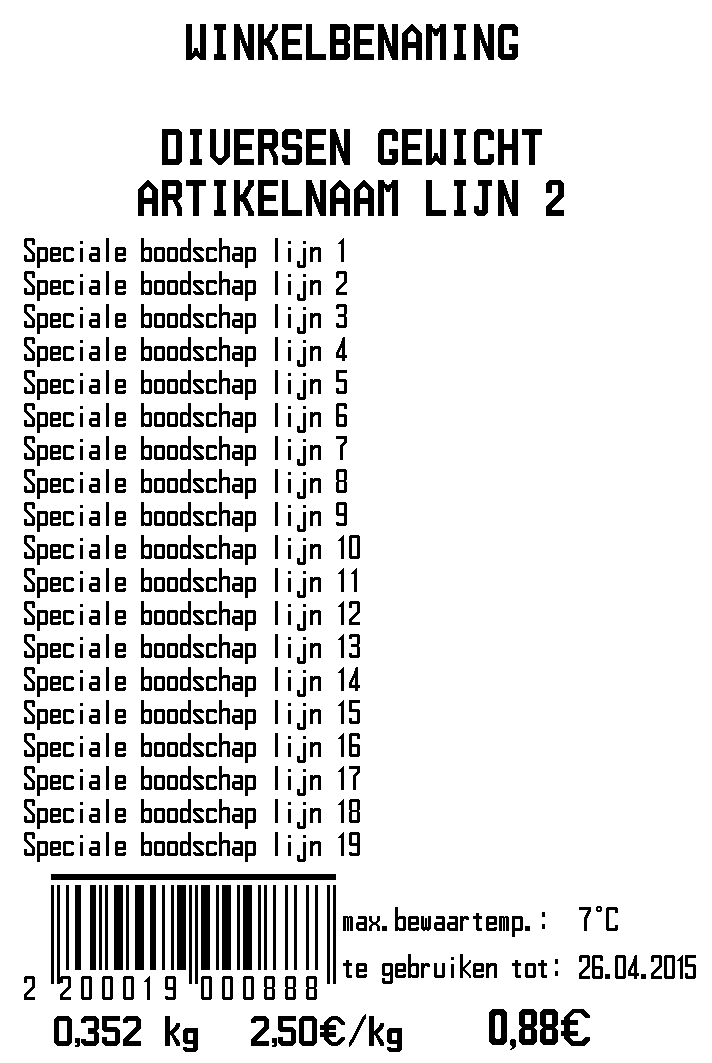 WINKELBENAMING
DIVERSEN GEWICHT
ARTIKELNAAM LIJN 2
Speciale boodschap lijn 1
Speciale boodschap lijn 2
Speciale boodschap lijn 3
Speciale boodschap lijn 4
Speciale boodschap lijn 5
Speciale boodschap lijn 6
Speciale boodschap lijn 7
Speciale boodschap lijn 8
Speciale boodschap lijn 9
Speciale boodschap lijn 10
Speciale boodschap lijn 11
Speciale boodschap lijn 12
Speciale boodschap lijn 13
Speciale boodschap lijn 14
Speciale boodschap lijn 15
Speciale boodschap lijn 16
Speciale boodschap lijn 17
Speciale boodschap lijn 18
Speciale boodschap lijn 19
max.bewaartemp.: 7°C
te gebruiken tot: 26.04.2015
2 200019 000888
0,352 kg 2,50€/kg 0,88€